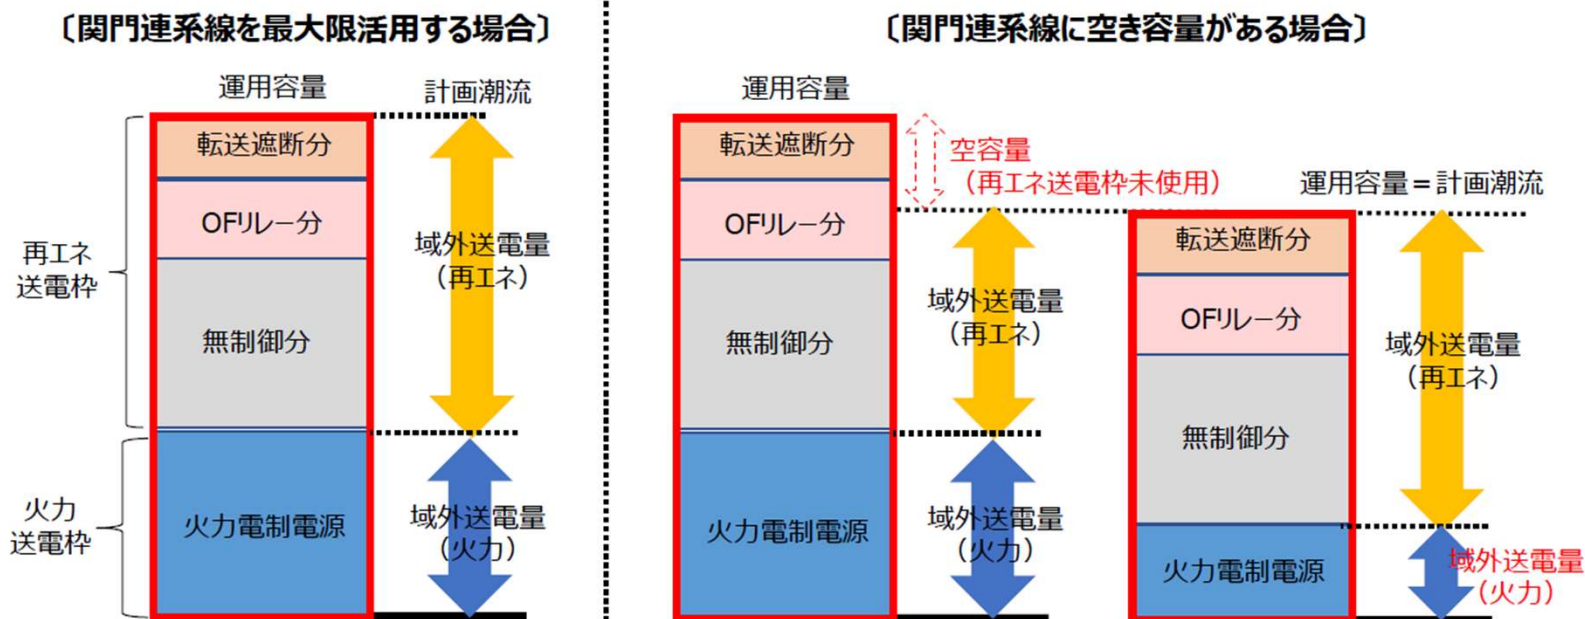 〔関門連系線を最大限活用する場合〕
運用容量
計画潮流
転送遮断分
OFリレー分
無制御分
火力電制電源
再エネ
送電枠
火力
送電枠
域外送電量
(再エネ)
域外送電量
(火力)
〔関門連系線に空き容量がある場合〕
運用容量
転送遮断分
OFリレー分
無制御分
火力電制電源
空容量
(再エネ送電枠未使用)
域外送電量
(再エネ)
域外送電量
(火力)
運用容量=計画潮流
転送遮断分
OFリレー分
無制御分
火力電制電源
域外送電量
(再エネ)
域外送電量
(火力)